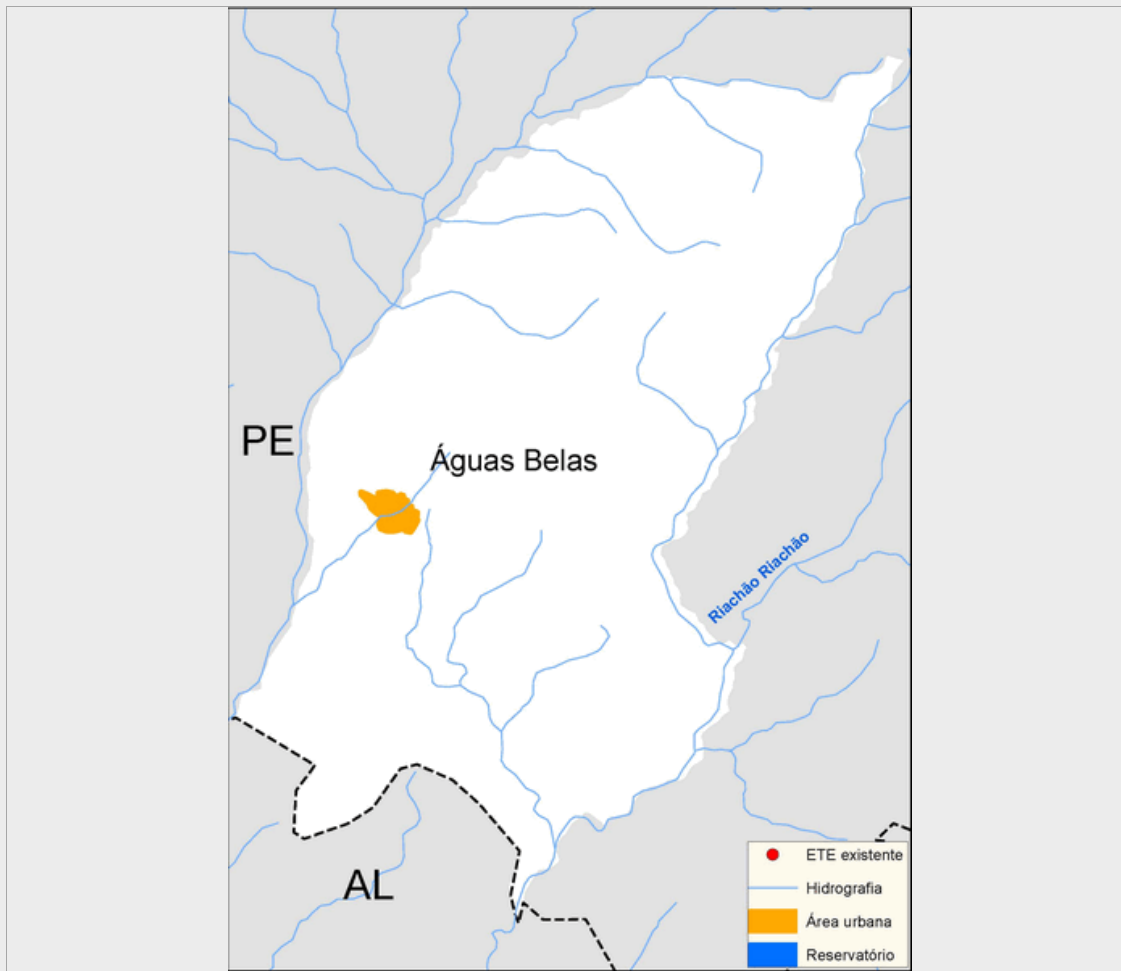 PE
Águas Belas
Riachão Riachão
AL
ETE existente
Hidrografia
Área urbana
Reservatório